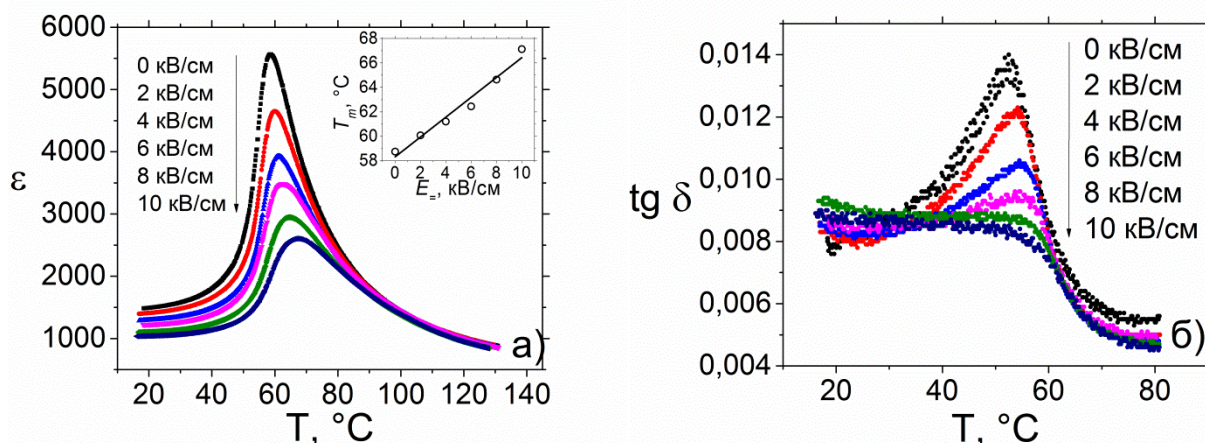 6000
5000
4000
3000
2000
1000
ε
0 кВ/см
2 кВ/см
4 кВ/см
6 кВ/см
8 кВ/см
10 кВ/см
68
66
64
62
60
58
Tm, °C
0 2 4 6 8 10
E=, кВ/см
а)
20 40 60 80 100 120 140
T, °C
0,014
0,012
0,010
0,008
0,006
0,004
tg δ
0 кВ/см
2 кВ/см
4 кВ/см
6 кВ/см
8 кВ/см
10 кВ/см
б)
20 40 60 80
T, °C